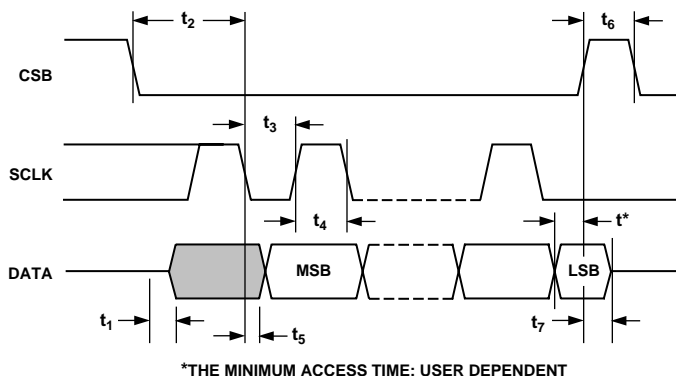 t2
t6
CSB
t3
SCLK
t4
t*
DATA
MSB
LSB
t1
t5
t7
*THE MINIMUM ACCESS TIME: USER DEPENDENT